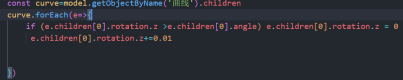 const curve=model.getObjectByName('曲线').children
curve.forEach(e=>{
if (e.children[0].rotation.z >e.children[0].angle) e.children[0].rotation.z = 0
e.children[0].rotation.z+=0.01
})